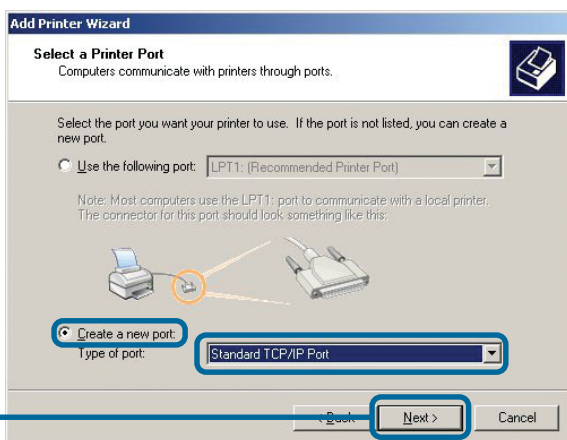 Add Printer Wizard
Select a Printer Port
Computers communicate with printers through ports.
Select the port you want your printer to use. If the port is not listed, you can create a
new port.
Use the following port: LPT1: (Recommended Printer Port)
Note: Most computers use the LPT1: port to communicate with a local printer.
The connector for this port should look something like this:
Create a new port:
Type of port: Standard TCP/IP Port
< Back Next > Cancel